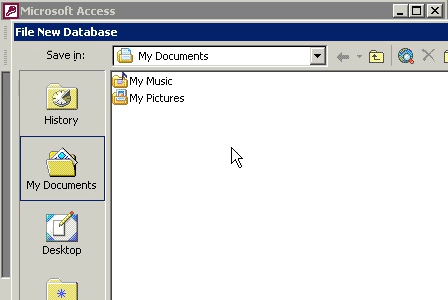 Microsoft Access
File New Database
Save in:
My Documents
My Music
My Pictures
History
My Documents
Desktop